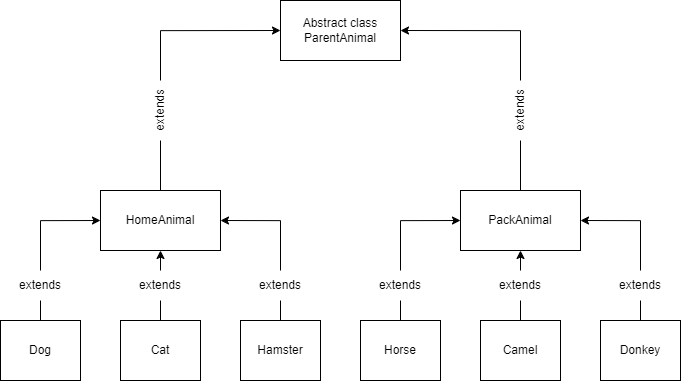 Abstract class
ParentAnimal
extends
extends
HomeAnimal
PackAnimal
extends
extends
extends
extends
extends
extends
Dog
Cat
Hamster
Horse
Camel
Donkey